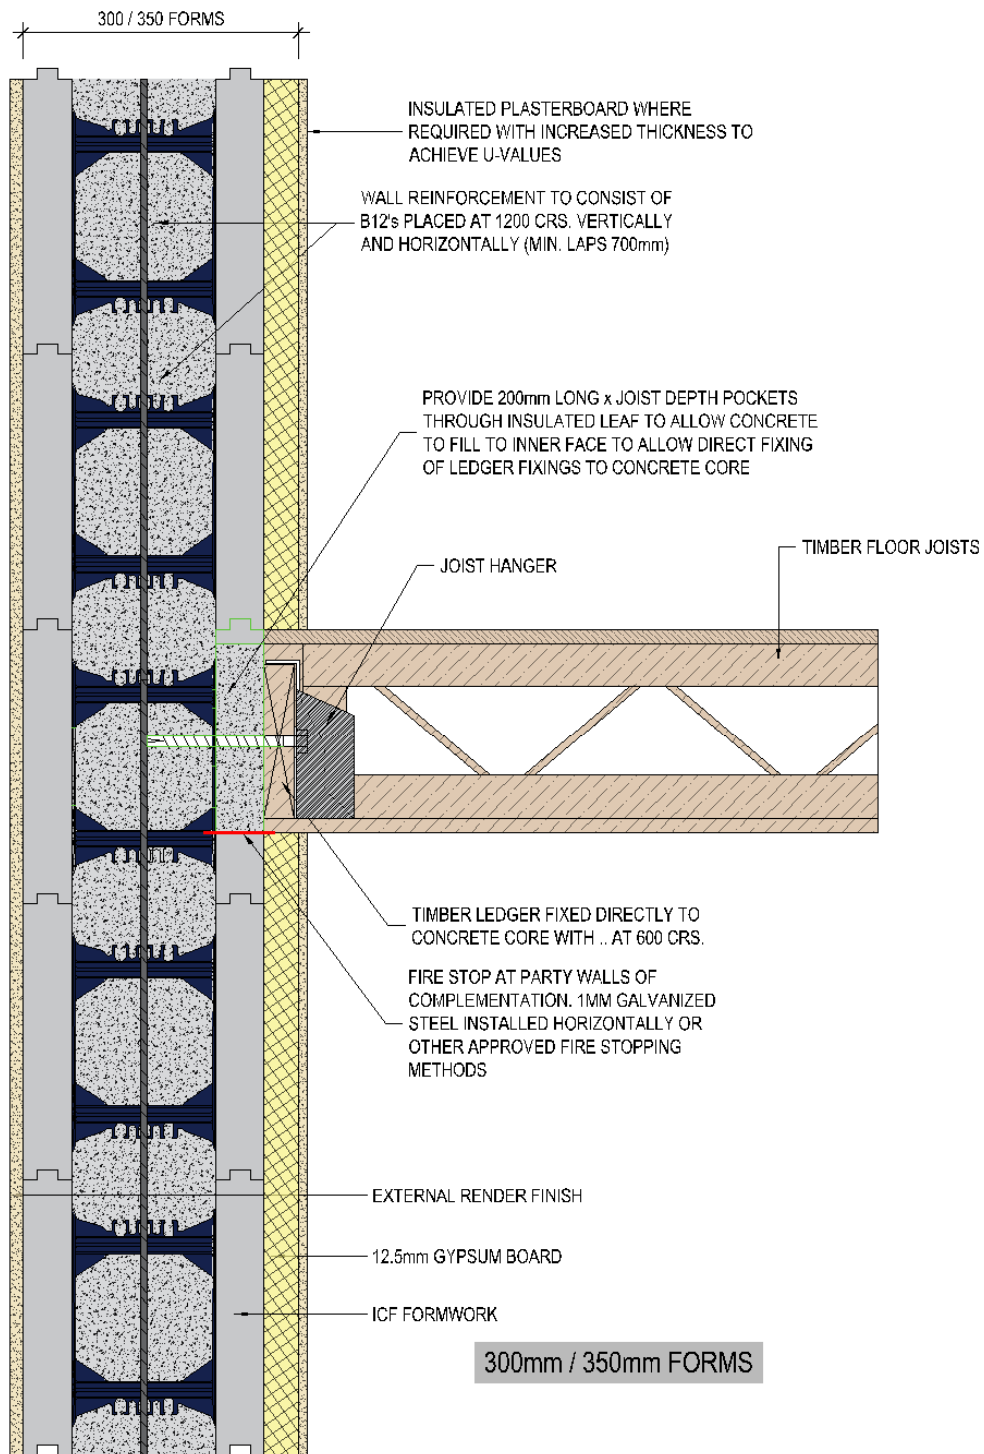 300 / 350 FORMS
INSULATED PLASTERBOARD WHERE
REQUIRED WITH INCREASED THICKNESS TO
ACHIEVE U-VALUES
WALL REINFORCEMENT TO CONSIST OF
B12's PLACED AT 1200 CRS. VERTICALLY
AND HORIZONTALLY (MIN. LAPS 700mm)
PROVIDE 200mm LONG x JOIST DEPTH POCKETS
THROUGH INSULATED LEAF TO ALLOW CONCRETE
TO FILL TO INNER FACE TO ALLOW DIRECT FIXING
OF LEDGER FIXINGS TO CONCRETE CORE
TIMBER FLOOR JOISTS
JOIST HANGER
TIMBER LEDGER FIXED DIRECTLY TO
CONCRETE CORE WITH .. AT 600 CRS.
FIRE STOP AT PARTY WALLS OF
COMPLEMENTATION. 1MM GALVANIZED
STEEL INSTALLED HORIZONTALLY OR
OTHER APPROVED FIRE STOPPING
METHODS
EXTERNAL RENDER FINISH
12.5mm GYPSUM BOARD
ICF FORMWORK
300mm / 350mm FORMS